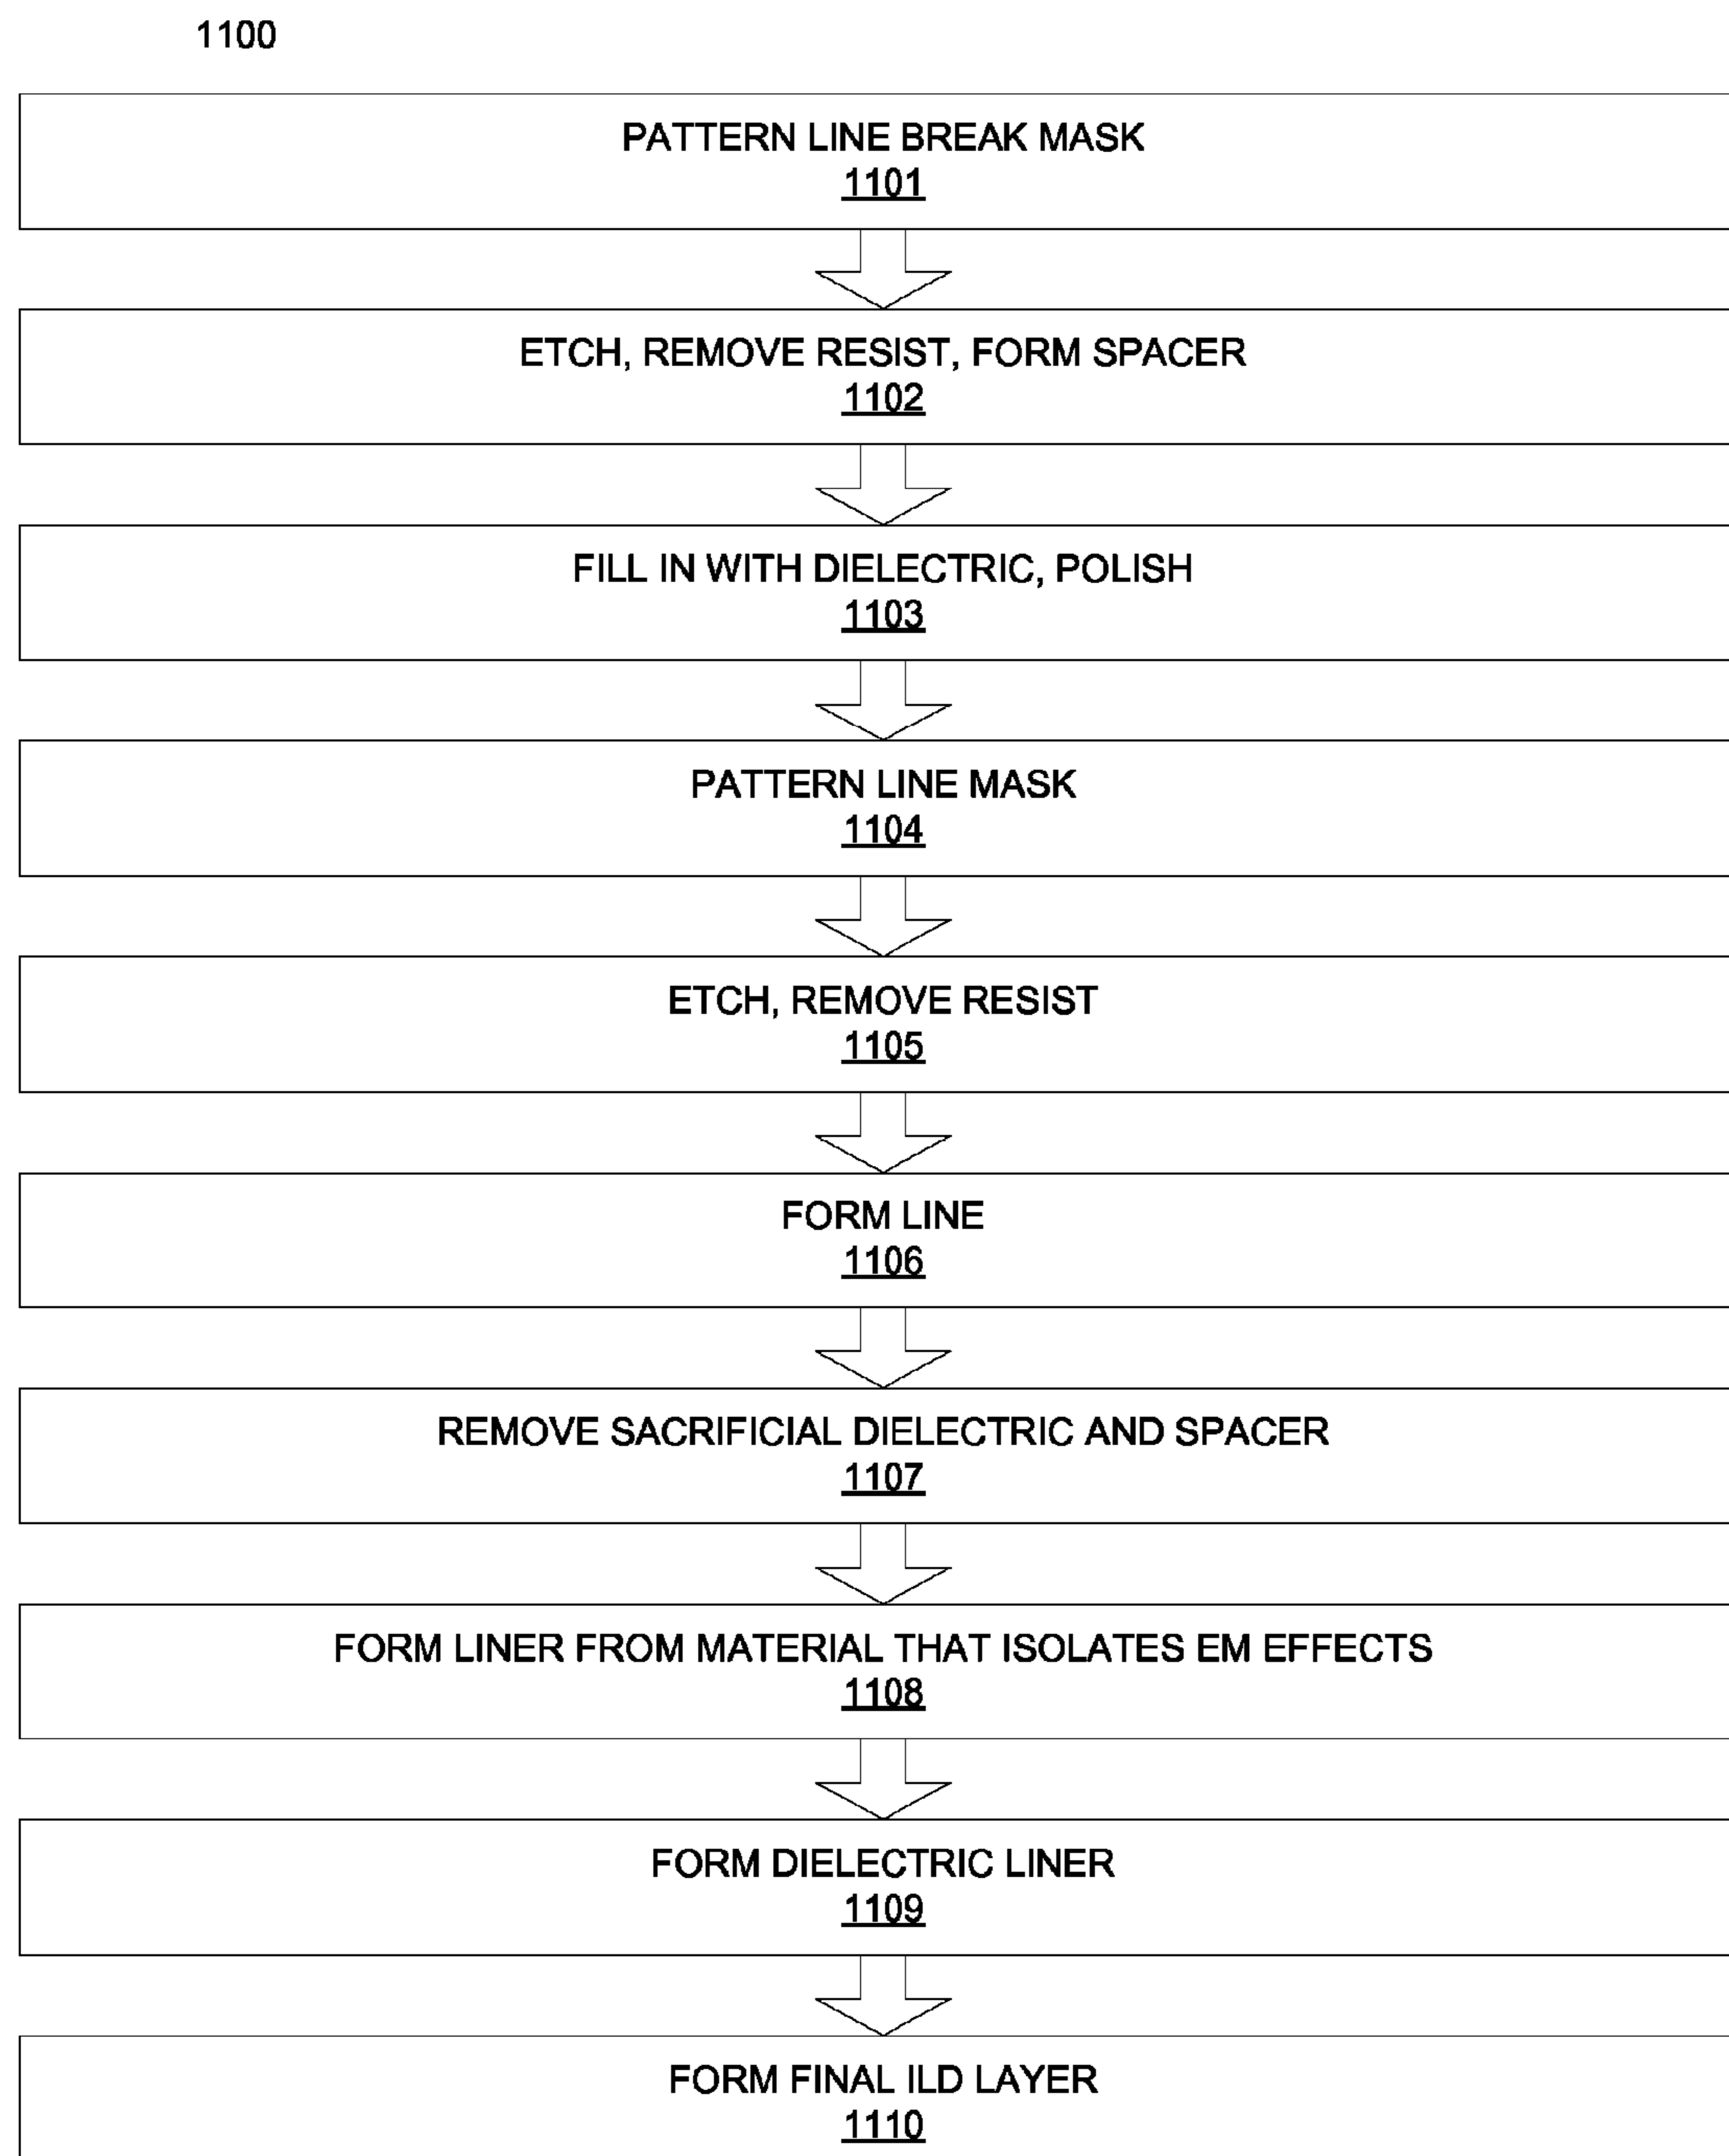 1100
PATTERN LINE BREAK MASK
1101
ETCH, REMOVE RESIST, FORM SPACER
1102
FILL IN WITH DIELECTRIC, POLISH
1103
PATTERN LINE MASK
1104
ETCH, REMOVE RESIST
1105
FORM LINE
1106
REMOVE SACRIFICIAL DIELECTRIC AND SPACER
1107
FORM LINER FROM MATERIAL THAT ISOLATES EM EFFECTS
1108
FORM DIELECTRIC LINER
1109
FORM FINAL ILD LAYER
1110